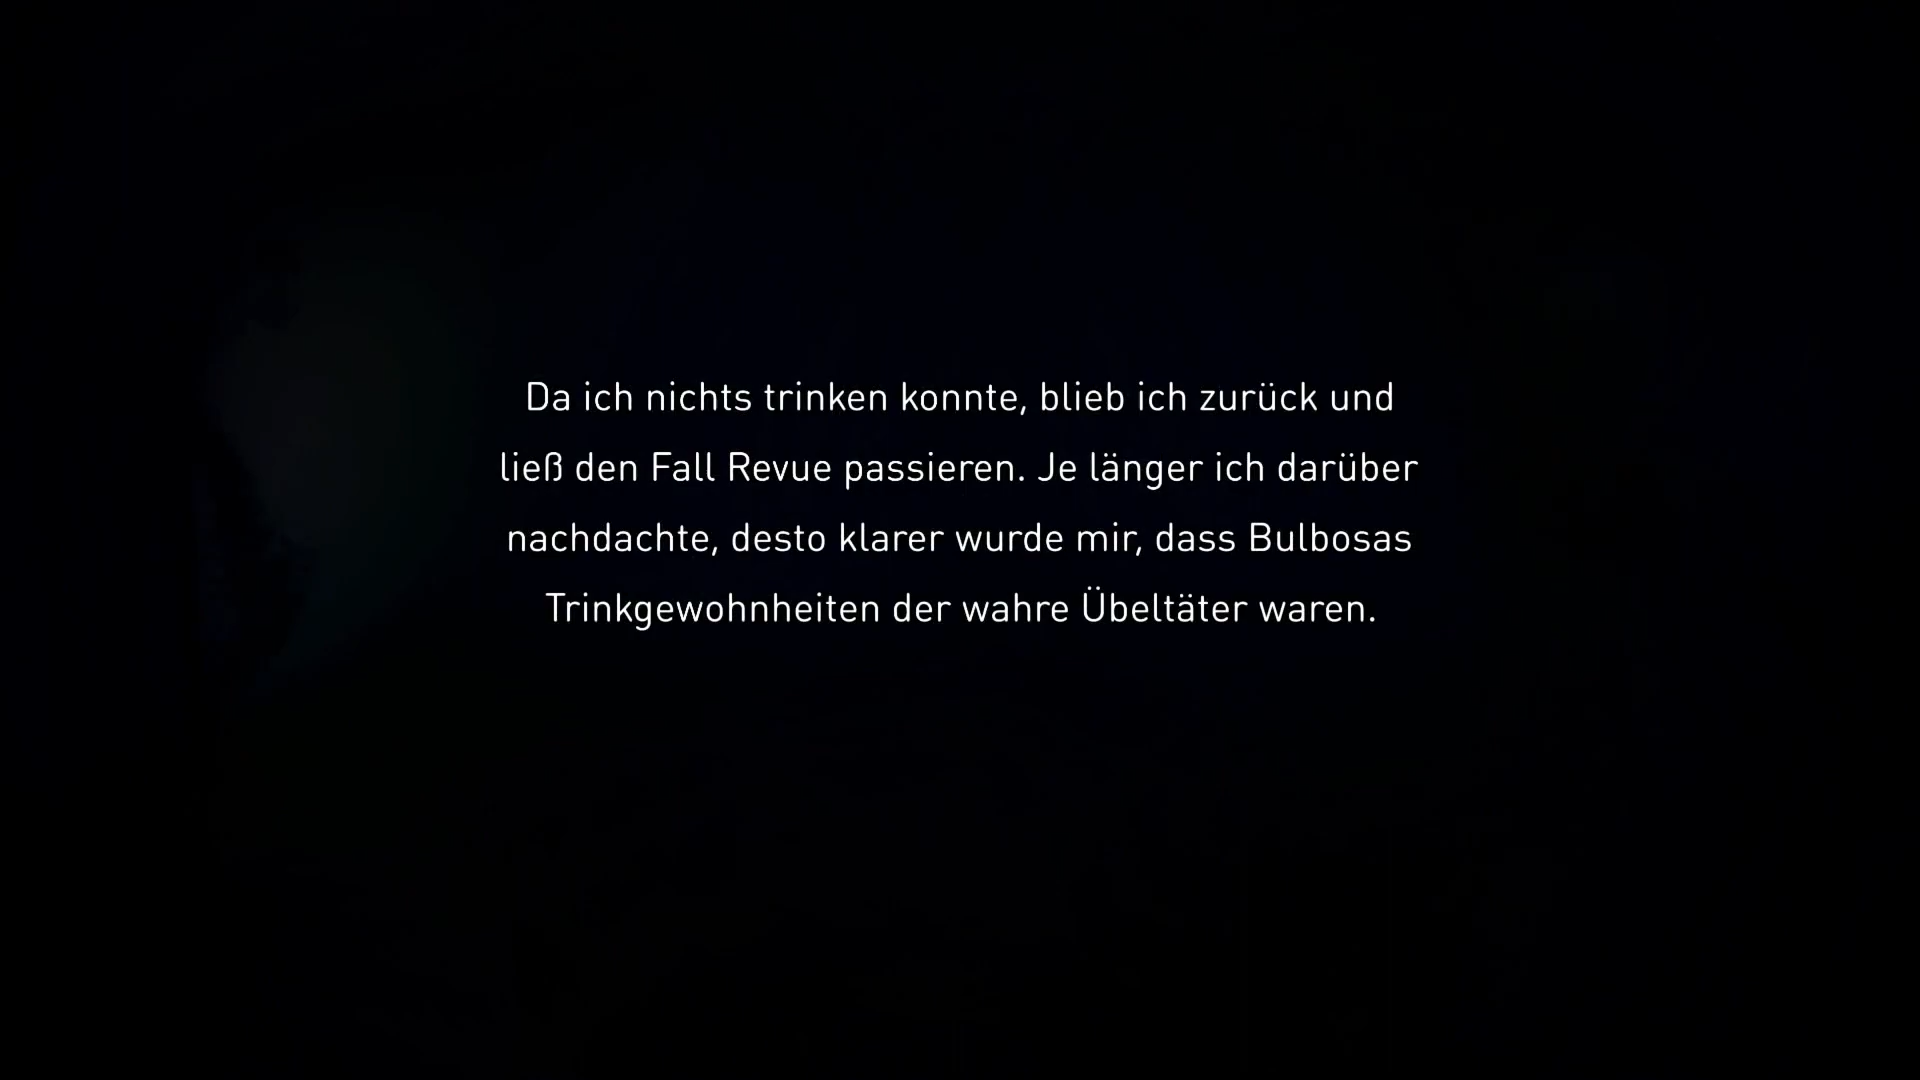 Da ich nichts trinken konnte, blieb ich zurück und
ließ den Fall Revue passieren. Je länger ich darüber
nachdachte, desto klarer wurde mir, dass Bulbosas
Trinkgewohnheiten der wahre Übeltäter waren.